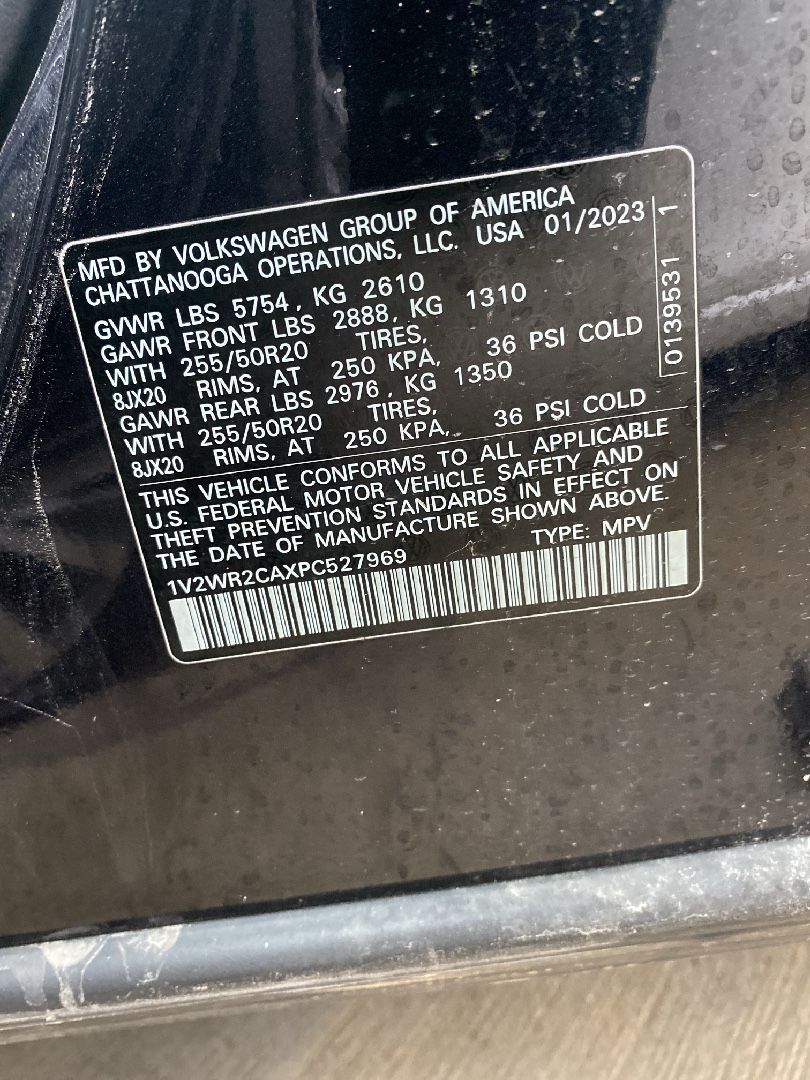 MFD BY VOLKSWAGEN GROUP OF AMERICA
CHATTANOOGA OPERATIONS, LLC. USA 01/2023
GVWR LBS 5754, KG 2610
GAWR FRONT LBS 2888, KG 1310
WITH 255/50R20 TIRES,
8JX20 RIMS, AT 250 KPA, 36 PSI COLD
GAWR REAR LBS 2976, KG 1350
WITH 255/50R20 TIRES,
8JX20 RIMS, AT 250 KPA, 36 PSI COLD
0139531 1
THIS VEHICLE CONFORMS TO ALL APPLICABLE
U.S. FEDERAL MOTOR VEHICLE SAFETY AND
THEFT PREVENTION STANDARDS IN EFFECT ON
THE DATE OF MANUFACTURE SHOWN ABOVE.
1V2WR2CAXPC527969 TYPE: MPV